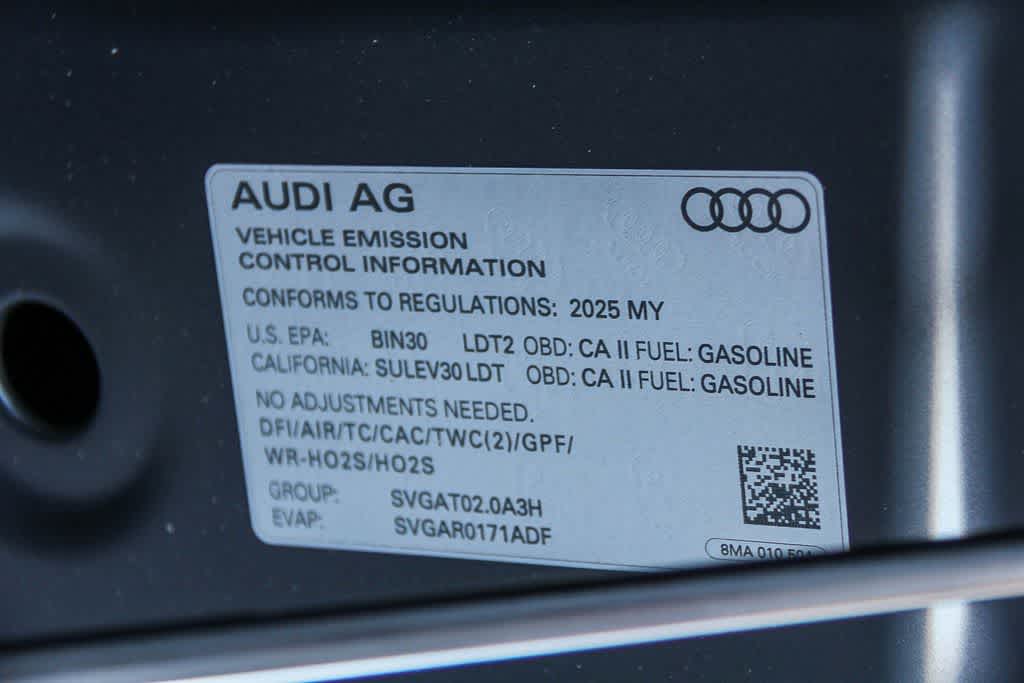 AUDI AG
VEHICLE EMISSION
CONTROL INFORMATION
CONFORMS TO REGULATIONS: 2025 MY
U.S. EPA: BIN30 LDT2 OBD: CA II FUEL: GASOLINE
CALIFORNIA: SULEV30 LDT OBD: CA II FUEL: GASOLINE
NO ADJUSTMENTS NEEDED.
DFI/AIR/TC/CAC/TWC(2)/GPF/
WR-HO2S/HO2S
GROUP: SVGAT02.0A3H
EVAP: SVGAR0171ADF
8MA 010